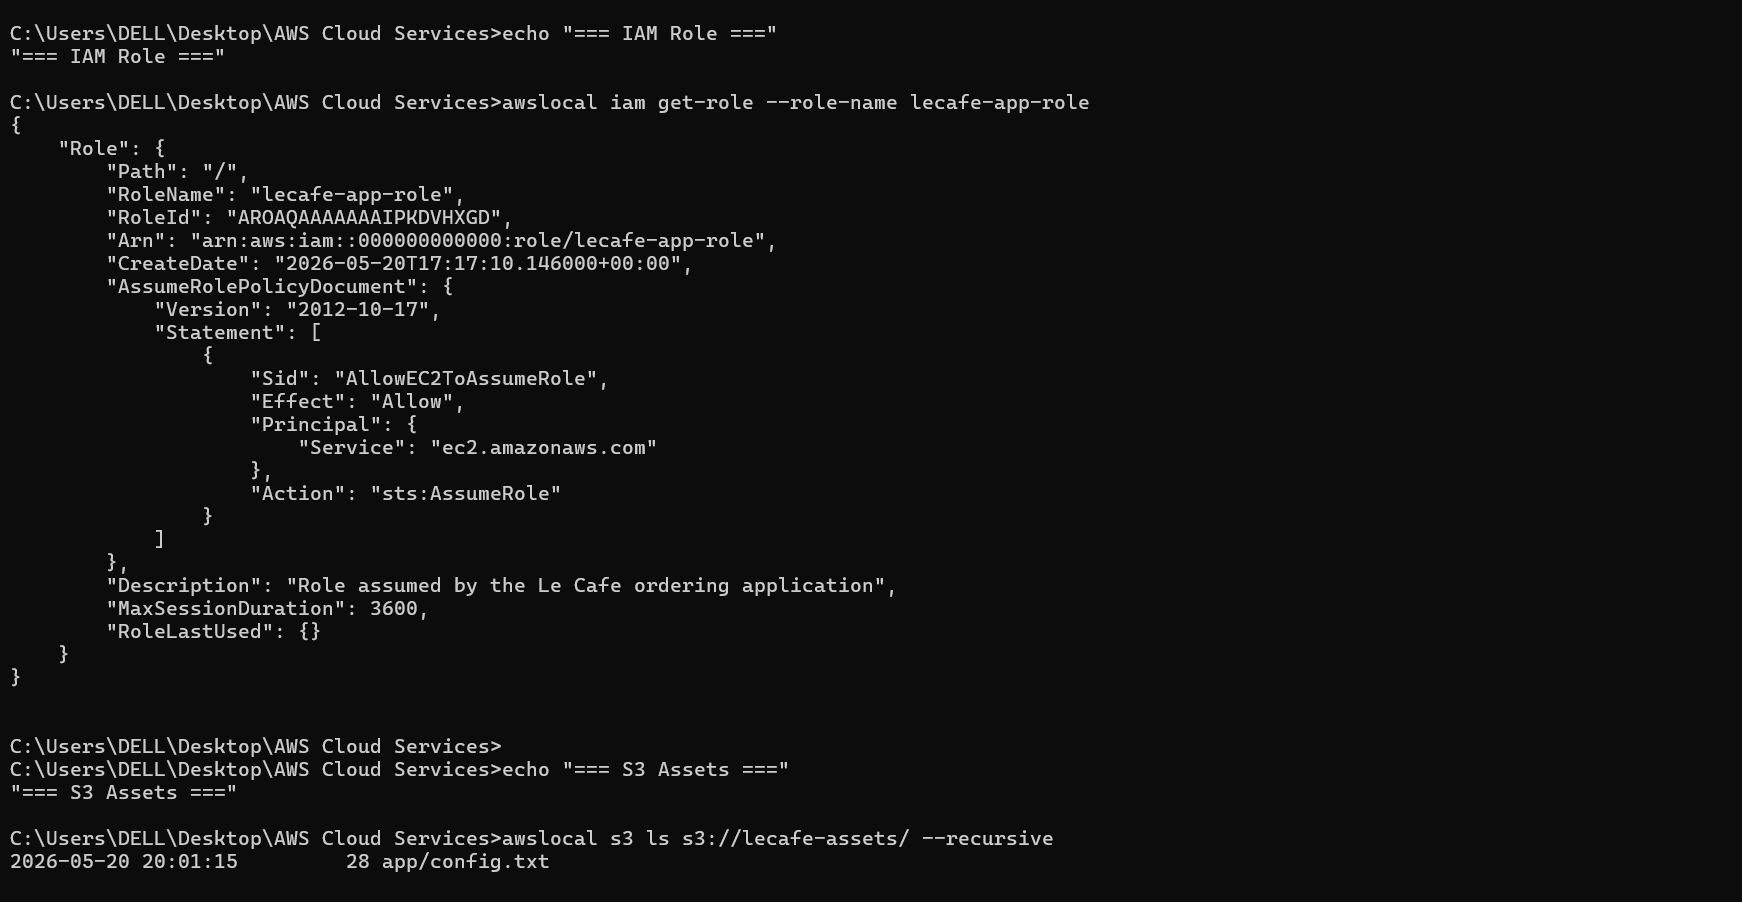 C:\Users\DELL\Desktop\AWS Cloud Services>echo "=== IAM Role ==="
"=== IAM Role ==="
C:\Users\DELL\Desktop\AWS Cloud Services>awslocal iam get-role --role-name lecafe-app-role
{
    "Role": {
        "Path": "/",
        "RoleName": "lecafe-app-role",
        "RoleId": "AROAQAAAAAAAIPKDVHXGD",
        "Arn": "arn:aws:iam::000000000000:role/lecafe-app-role",
        "CreateDate": "2026-05-20T17:17:10.146000+00:00",
        "AssumeRolePolicyDocument": {
            "Version": "2012-10-17",
            "Statement": [
                {
                    "Sid": "AllowEC2ToAssumeRole",
                    "Effect": "Allow",
                    "Principal": {
                        "Service": "ec2.amazonaws.com"
                    },
                    "Action": "sts:AssumeRole"
                }
            ]
        },
        "Description": "Role assumed by the Le Cafe ordering application",
        "MaxSessionDuration": 3600,
        "RoleLastUsed": {}
    }
}
C:\Users\DELL\Desktop\AWS Cloud Services>
C:\Users\DELL\Desktop\AWS Cloud Services>echo "=== S3 Assets ==="
"=== S3 Assets ==="
C:\Users\DELL\Desktop\AWS Cloud Services>awslocal s3 ls s3://lecafe-assets/ --recursive
2026-05-20 20:01:15         28 app/config.txt